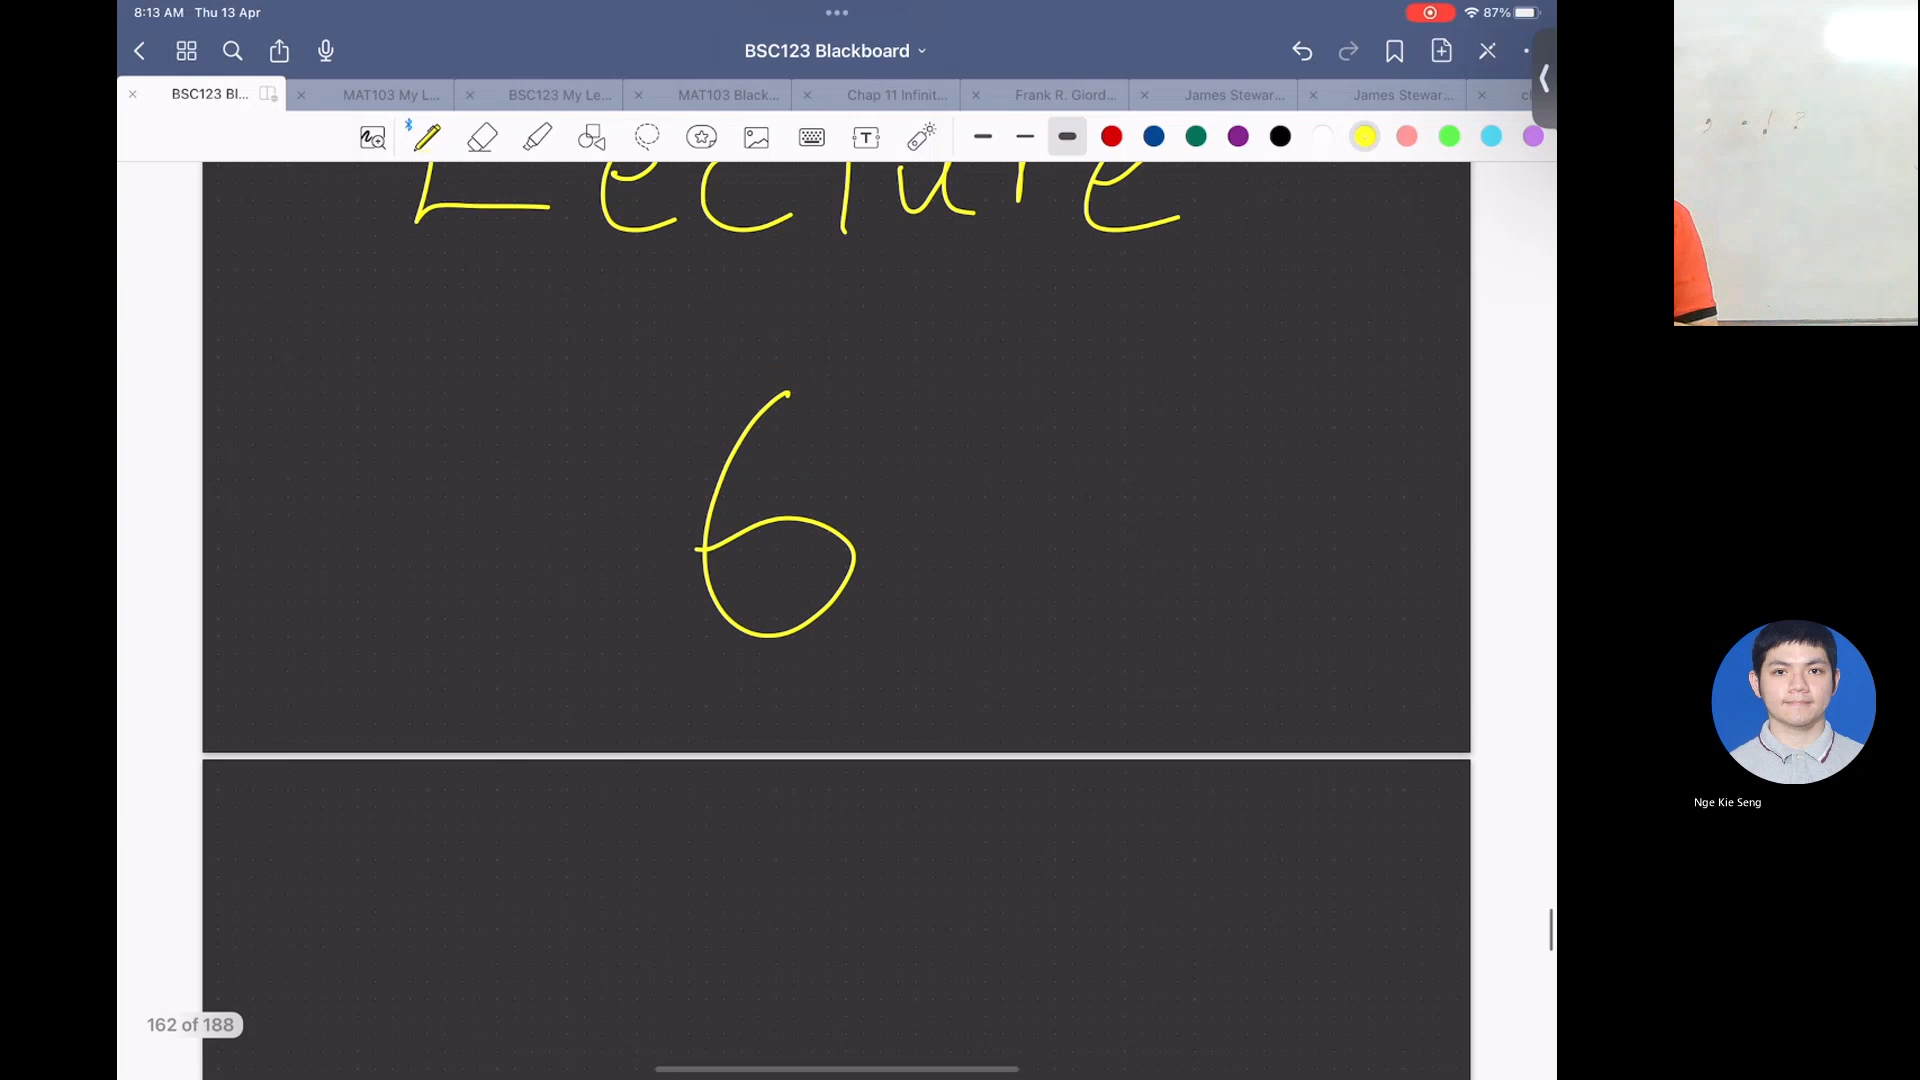 8:13 AM Thu 13 Apr
87%
BSC123 Blackboard
BSC123 Bl...
MAT103 My L...
BSC123 My Le...
MAT103 Black...
Chap 11 Infinit...
Frank R. Giord...
James Stewar...
James Stewar...
T
Lecture
6
162 of 188
Nge Kie Seng